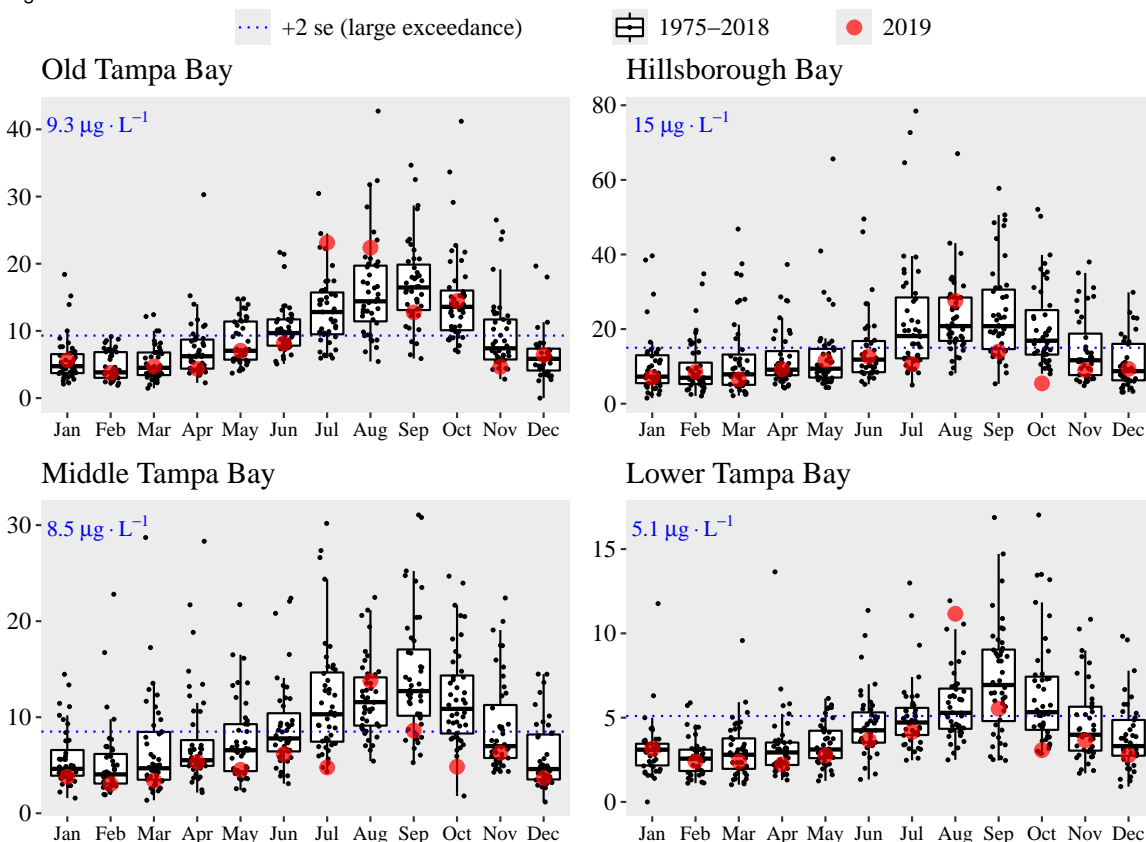 +2 se (large exceedance) 1975−2018 2019
Old Tampa Bay
9.3 μg · L−1
40
30
20
10
0
Jan Feb Mar Apr May Jun Jul Aug Sep Oct Nov Dec
Hillsborough Bay
15 μg · L−1
80
60
40
20
0
Jan Feb Mar Apr May Jun Jul Aug Sep Oct Nov Dec
Middle Tampa Bay
8.5 μg · L−1
30
20
10
0
Jan Feb Mar Apr May Jun Jul Aug Sep Oct Nov Dec
Lower Tampa Bay
5.1 μg · L−1
15
10
5
0
Jan Feb Mar Apr May Jun Jul Aug Sep Oct Nov Dec